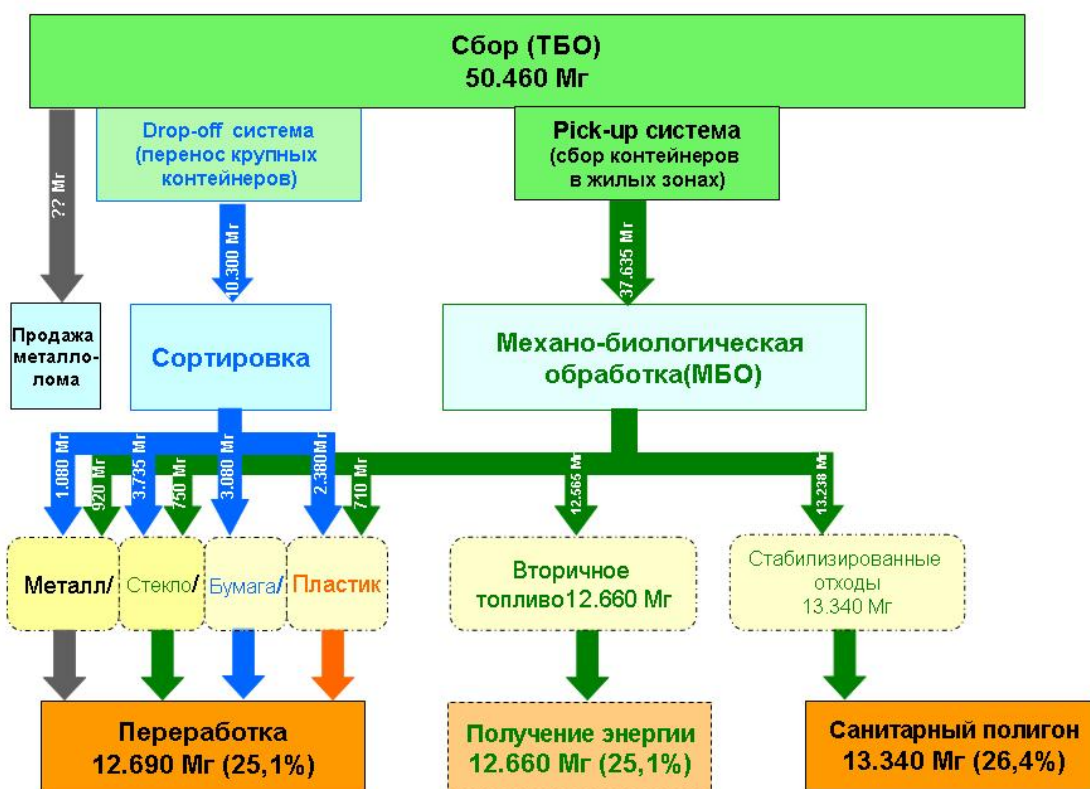 Сбор (ТБО)
50.460 Мг
Drop-off система
(перенос крупных
контейнеров)
Pick-up система
(сбор контейнеров
в жилых зонах)
?? Мг
10.300 Мг
37.635 Мг
Продажа
металло-
лома
Сортировка
Механо-биологическая
обработка(МБО)
1.080 Мг
920 Мг
3.735 Мг
750 Мг
3.080 Мг
2.380Мг
710 Мг
12.565 Мг
13.238 Мг
Металл/
Стекло/
Бумага/
Пластик
Вторичное
топливо12.660 Мг
Стабилизированные
отходы
13.340 Мг
Переработка
12.690 Мг (25,1%)
Получение энергии
12.660 Мг (25,1%)
Санитарный полигон
13.340 Мг (26,4%)